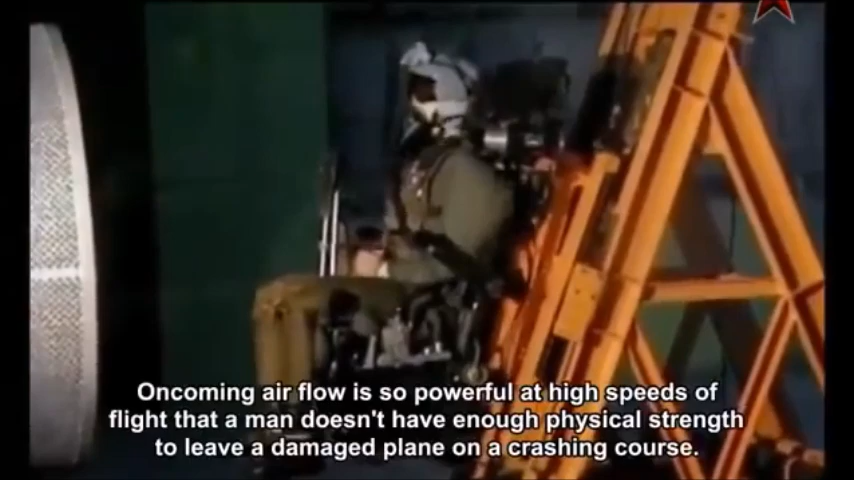 Oncoming air flow is so powerful at high speeds of
flight that a man doesn't have enough physical strength
to leave a damaged plane on a crashing course.